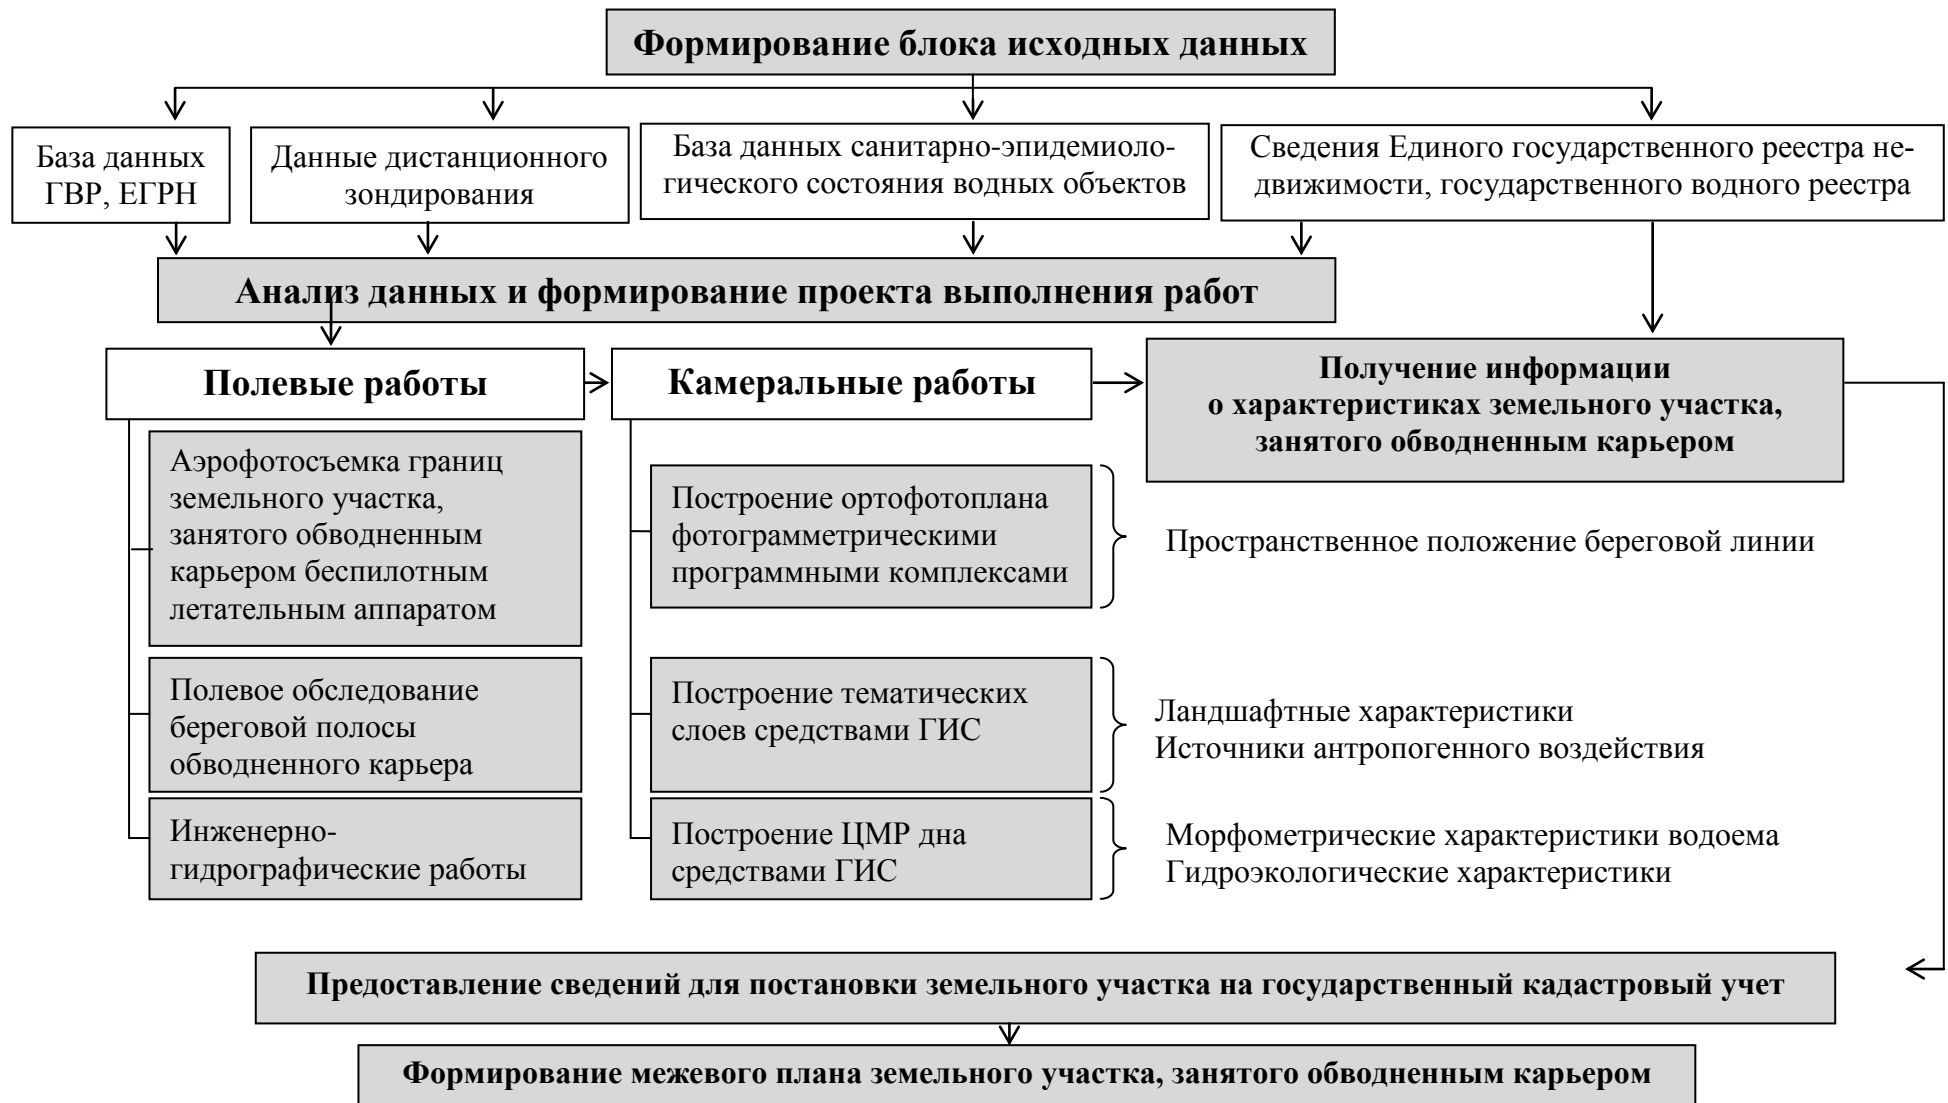 Формирование блока исходных данных
База данных
ГВР, ЕГРН
Данные дистанционного
зондирования
База данных санитарно-эпидемиоло-
гического состояния водных объектов
Сведения Единого государственного реестра не-
движимости, государственного водного реестра
Анализ данных и формирование проекта выполнения работ
Полевые работы
Камеральные работы
Получение информации
о характеристиках земельного участка,
занятого обводненным карьером
Аэрофотосъемка границ
земельного участка,
занятого обводненным
карьером беспилотным
летательным аппаратом
Полевое обследование
береговой полосы
обводненного карьера
Инженерно-
гидрографические работы
Построение ортофотоплана
фотограмметрическими
программными комплексами
Пространственное положение береговой линии
Построение тематических
слоев средствами ГИС
Ландшафтные характеристики
Источники антропогенного воздействия
Построение ЦМР дна
средствами ГИС
Морфометрические характеристики водоема
Гидроэкологические характеристики
Предоставление сведений для постановки земельного участка на государственный кадастровый учет
Формирование межевого плана земельного участка, занятого обводненным карьером